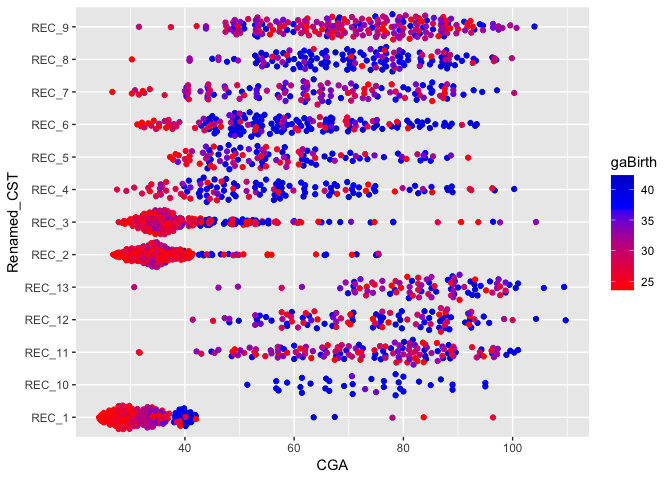 REC_9
REC_8
REC_7
REC_6
REC_5
REC_4
REC_3
REC_2
REC_13
REC_12
REC_11
REC_10
REC_1
Renamed_CST
40
60
80
100
CGA
gaBirth
40
35
30
25